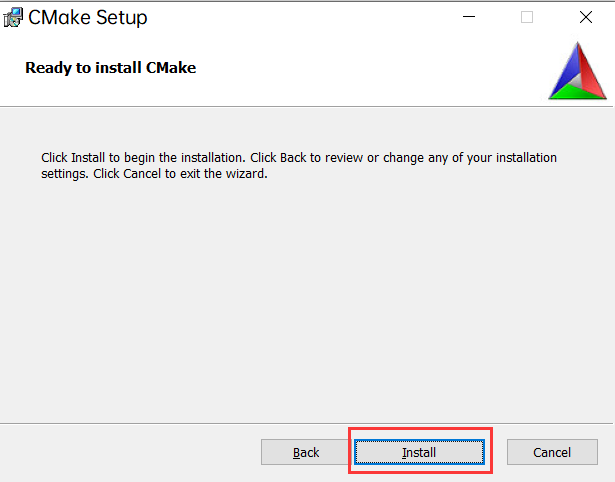 CMake Setup
Ready to install CMake
Click Install to begin the installation. Click Back to review or change any of your installation
settings. Click Cancel to exit the wizard.
Back Install Cancel